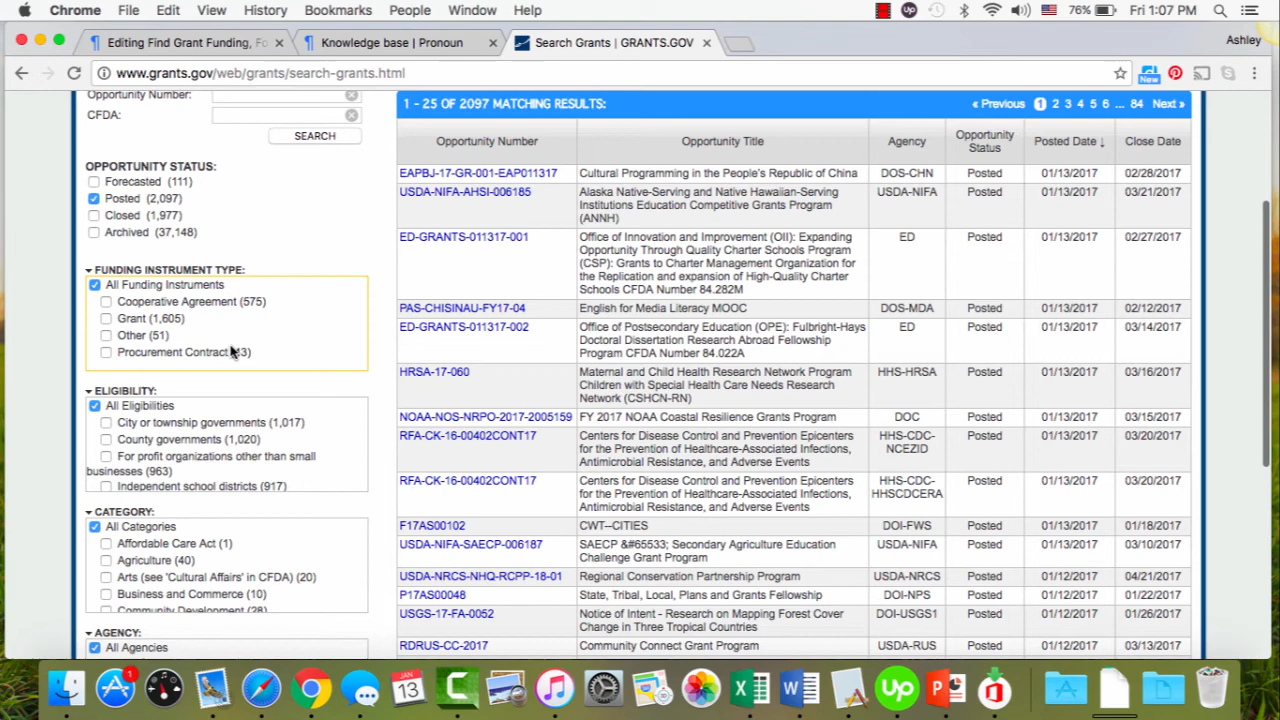 Chrome File Edit View History Bookmarks People Window Help 76% Fri 1:07 PM
Editing Find Grant Funding, Fo × Knowledge base | Pronoun × Search Grants | GRANTS.GOV × Ashley
www.grants.gov/web/grants/search-grants.html New
Opportunity Number:
CFDA:
SEARCH
OPPORTUNITY STATUS:
Forecasted (111)
Posted (2,097)
Closed (1,977)
Archived (37,148)
FUNDING INSTRUMENT TYPE:
All Funding Instruments
Cooperative Agreement (575)
Grant (1,605)
Other (51)
Procurement Contract
ELIGIBILITY:
All Eligibilities
City or township governments (1,017)
County governments (1,020)
For profit organizations other than small
businesses (963)
Independent school districts (917)
CATEGORY:
All Categories
Affordable Care Act (1)
Agriculture (40)
Arts (see 'Cultural Affairs' in CFDA) (20)
Business and Commerce (10)
Community Development (28)
AGENCY:
All Agencies
1 - 25 OF 2097 MATCHING RESULTS: « Previous 1 2 3 4 5 6 ... 84 Next »
Opportunity Number Opportunity Title Agency Opportunity Status Posted Date ↓ Close Date
EAPBJ-17-GR-001-EAP011317 Cultural Programming in the People's Republic of China DOS-CHN Posted 01/13/2017 02/28/2017
USDA-NIFA-AHSI-006185 Alaska Native-Serving and Native Hawaiian-Serving USDA-NIFA Posted 01/13/2017 03/21/2017
Institutions Education Competitive Grants Program
(ANNH)
ED-GRANTS-011317-001 Office of Innovation and Improvement (OII): Expanding ED Posted 01/13/2017 02/27/2017
Opportunity Through Quality Charter Schools Program
(CSP): Grants to Charter Management Organization for
the Replication and expansion of High-Quality Charter
Schools CFDA Number 84.282M
PAS-CHISINAU-FY17-04 English for Media Literacy MOOC DOS-MDA Posted 01/13/2017 02/12/2017
ED-GRANTS-011317-002 Office of Postsecondary Education (OPE): Fulbright-Hays ED Posted 01/13/2017 03/14/2017
Doctoral Dissertation Research Abroad Fellowship
Program CFDA Number 84.022A
HRSA-17-060 Maternal and Child Health Research Network Program HHS-HRSA Posted 01/13/2017 03/16/2017
Children with Special Health Care Needs Research
Network (CSHCN-RN)
NOAA-NOS-NRPO-2017-2005159 FY 2017 NOAA Coastal Resilience Grants Program DOC Posted 01/13/2017 03/15/2017
RFA-CK-16-00402CONT17 Centers for Disease Control and Prevention Epicenters HHS-CDC- Posted 01/13/2017 03/20/2017
for the Prevention of Healthcare-Associated Infections, NCEZID
Antimicrobial Resistance, and Adverse Events
RFA-CK-16-00402CONT17 Centers for Disease Control and Prevention Epicenters HHS-CDC- Posted 01/13/2017 03/20/2017
for the Prevention of Healthcare-Associated Infections, HHSCDCERA
Antimicrobial Resistance, and Adverse Events
F17AS00102 CWT--CITIES DOI-FWS Posted 01/13/2017 01/18/2017
USDA-NIFA-SAECP-006187 SAECP &#65533; Secondary Agriculture Education USDA-NIFA Posted 01/13/2017 03/10/2017
Challenge Grant Program
USDA-NRCS-NHQ-RCPP-18-01 Regional Conservation Partnership Program USDA-NRCS Posted 01/12/2017 04/21/2017
P17AS00048 State, Tribal, Local, Plans and Grants Fellowship DOI-NPS Posted 01/12/2017 01/22/2017
USGS-17-FA-0052 Notice of Intent - Research on Mapping Forest Cover DOI-USGS1 Posted 01/12/2017 01/26/2017
Change in Three Tropical Countries
RDRUS-CC-2017 Community Connect Grant Program USDA-RUS Posted 01/12/2017 03/13/2017
1 JAN 13 Up